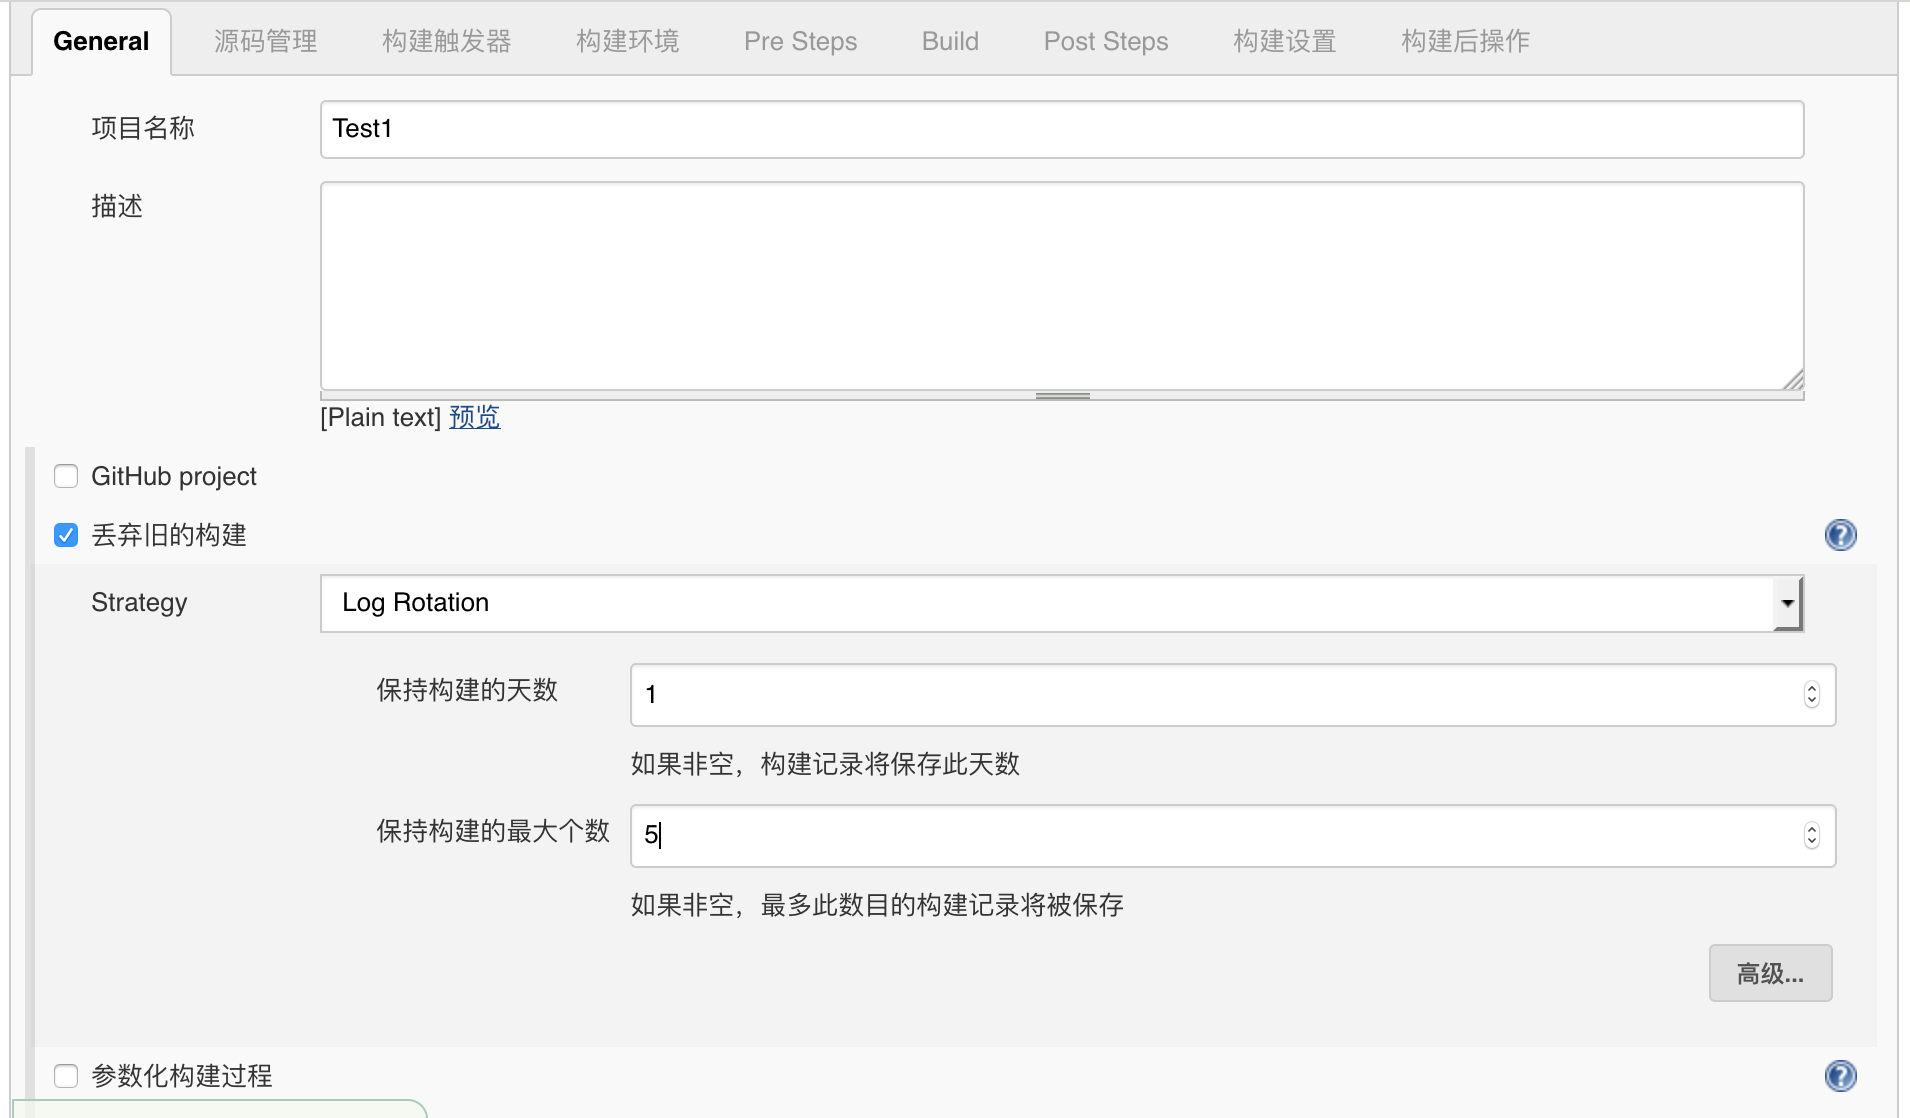 General 源码管理 构建触发器 构建环境 Pre Steps Build Post Steps 构建设置 构建后操作
项目名称 Test1
描述
[Plain text] 预览
GitHub project
丢弃旧的构建
Strategy Log Rotation
保持构建的天数 1
如果非空，构建记录将保存此天数
保持构建的最大个数 5
如果非空，最多此数目的构建记录将被保存
高级...
参数化构建过程